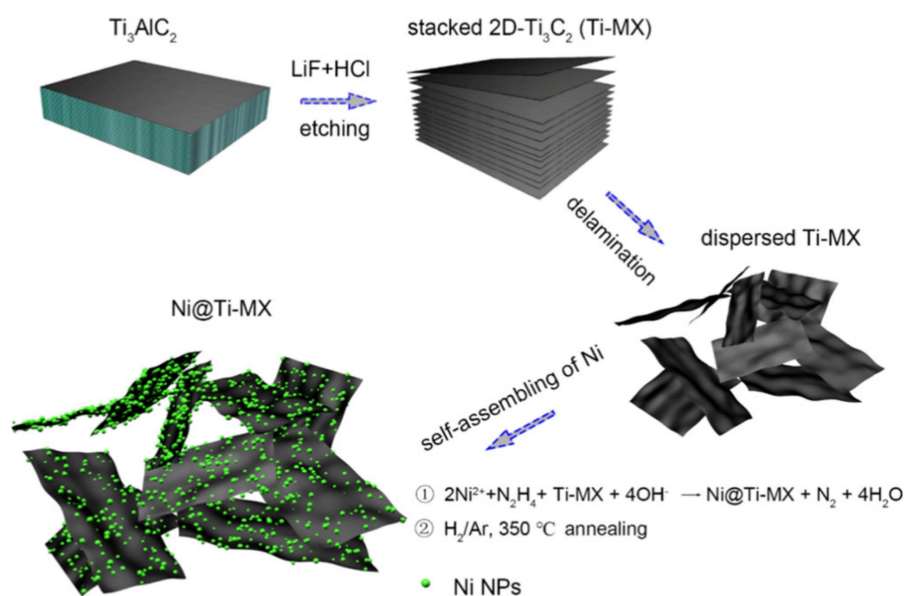 Ti₃AlC₂
stacked 2D-Ti₃C₂ (Ti-MX)
LiF+HCl
etching
delamination
dispersed Ti-MX
Ni@Ti-MX
self-assembling of Ni
① 2Ni²⁺+N₂H₄+ Ti-MX + 4OH⁻ → Ni@Ti-MX + N₂ + 4H₂O
② H₂/Ar, 350 ℃ annealing
Ni NPs